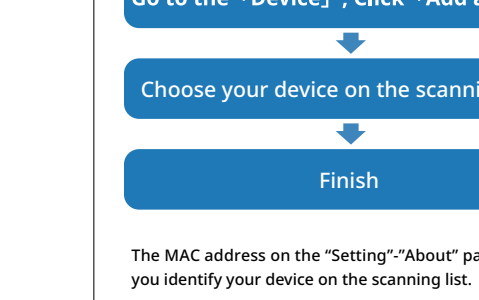 Go to the "Device」, Click "Add a
Choose your device on the scanni
Finish
The MAC address on the “Setting”-”About” pa
you identify your device on the scanning list.